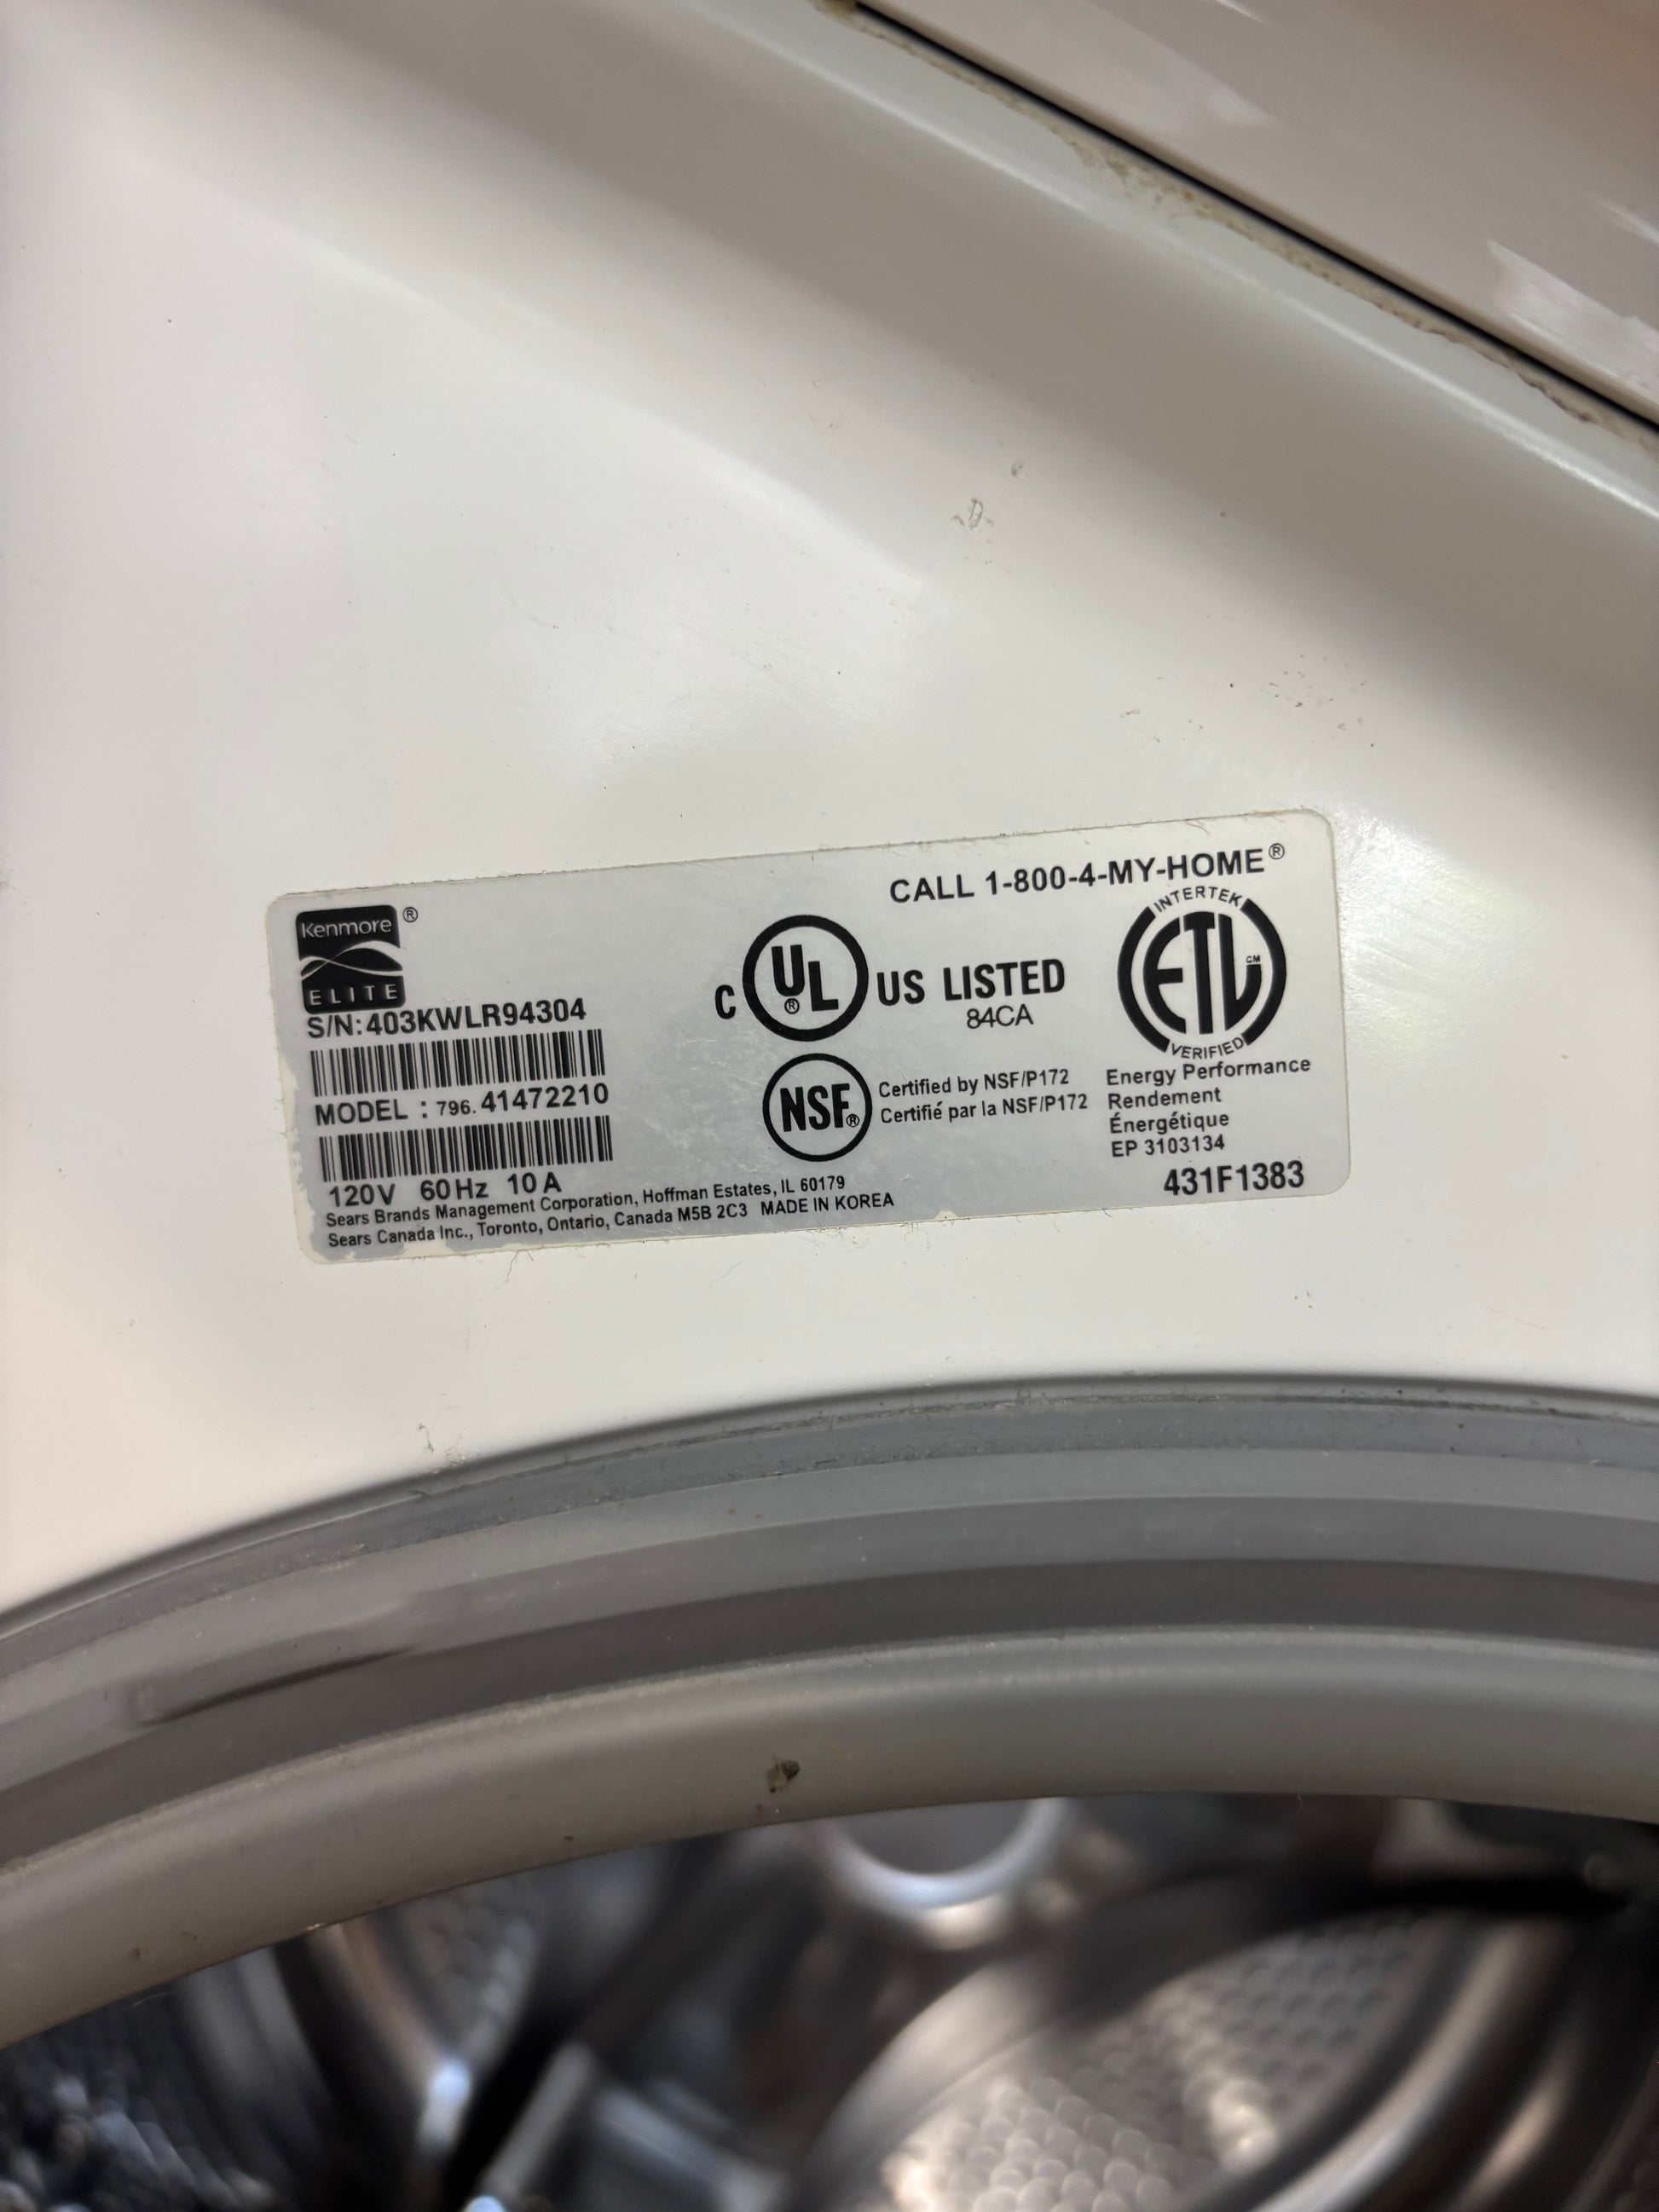 CALL 1-800-4-MY-HOME®
Kenmore®
ELITE
S/N:403KWLR94304
MODEL : 796.41472210
120V 60Hz 10A
Sears Brands Management Corporation, Hoffman Estates, IL 60179
Sears Canada Inc., Toronto, Ontario, Canada M5B 2C3 MADE IN KOREA
C UL® US LISTED
84CA
NSF®
Certified by NSF/P172
Certifié par la NSF/P172
INTERTEK
ETL CM
VERIFIED
Energy Performance
Rendement
Énergétique
EP 3103134
431F1383